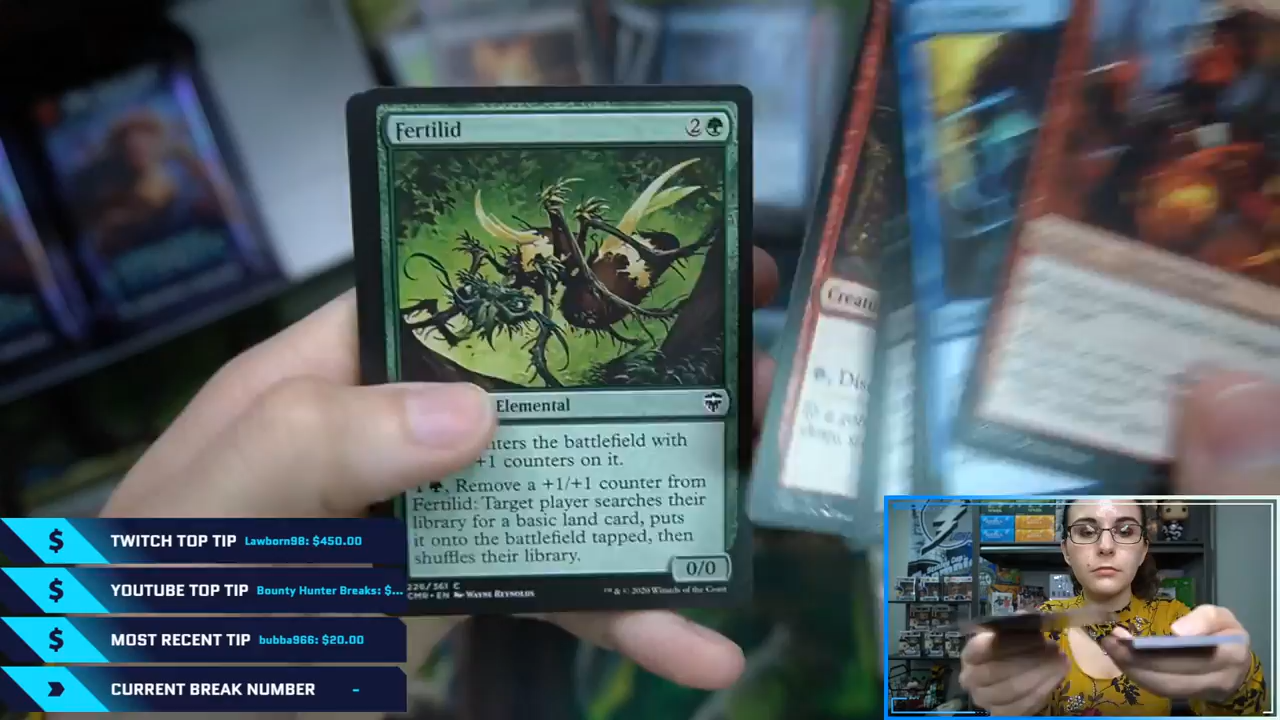 Fertilid 2
Elemental
nters the battlefield with
+1 counters on it.
1 , Remove a +1/+1 counter from
Fertilid: Target player searches their
library for a basic land card, puts
it onto the battlefield tapped, then
shuffles their library.
0/0
226/361 C
CMR • EN Wayne Reynolds
™ & © 2020 Wizards of the Coast
Creatu
, Disc
$ TWITCH TOP TIP Lawborn98: $450.00
$ YOUTUBE TOP TIP Bounty Hunter Breaks: $...
$ MOST RECENT TIP bubba966: $20.00
CURRENT BREAK NUMBER -